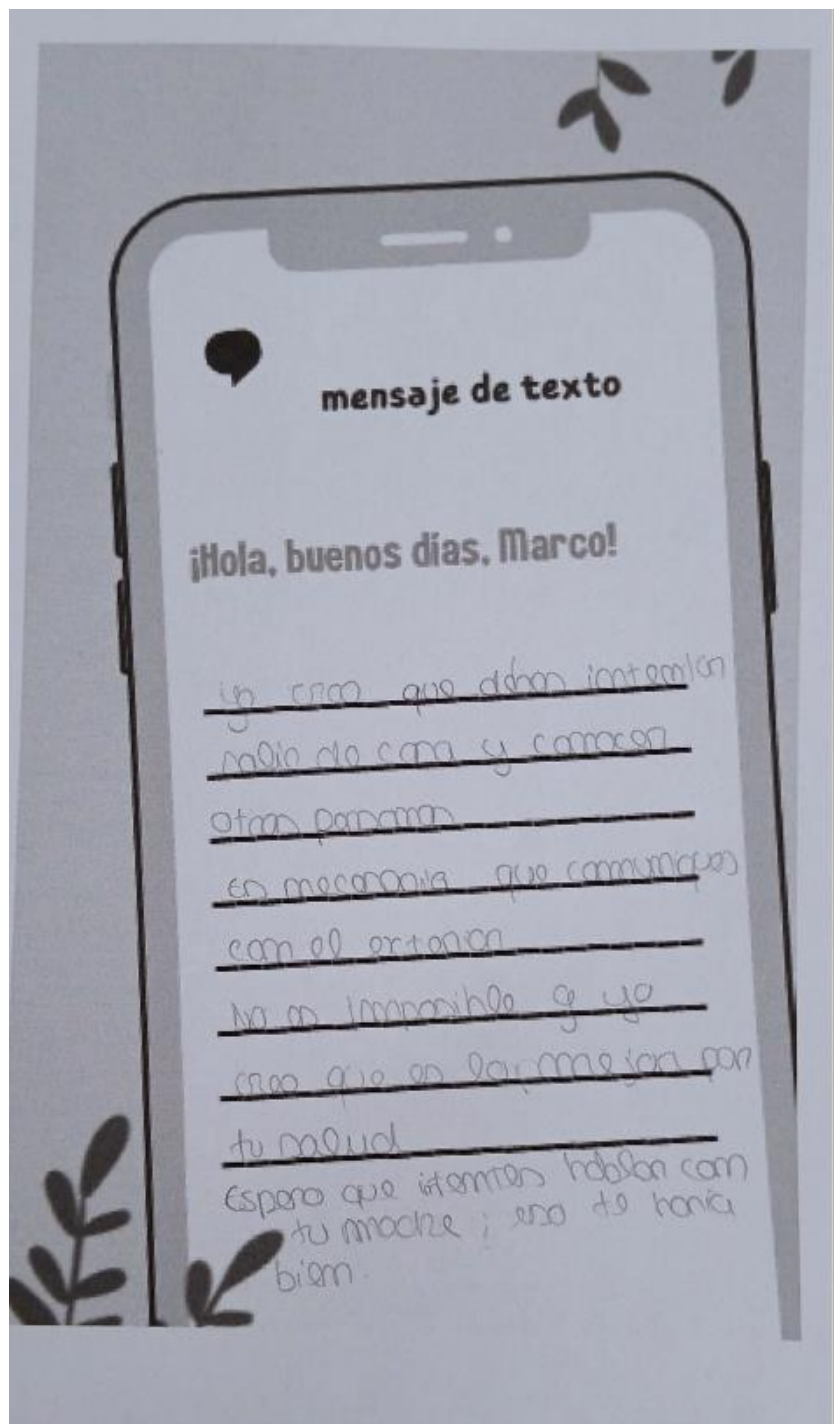 mensaje de texto
¡Hola, buenos días, Marco!
yo creo que debes intentar
salir de casa y conocer
otras personas
Es necesario que comuniques
con el exterior
No es imposible y yo
creo que es lo mejor por
tu salud
Espero que intentes hablar con
tu madre; eso te haría
bien.